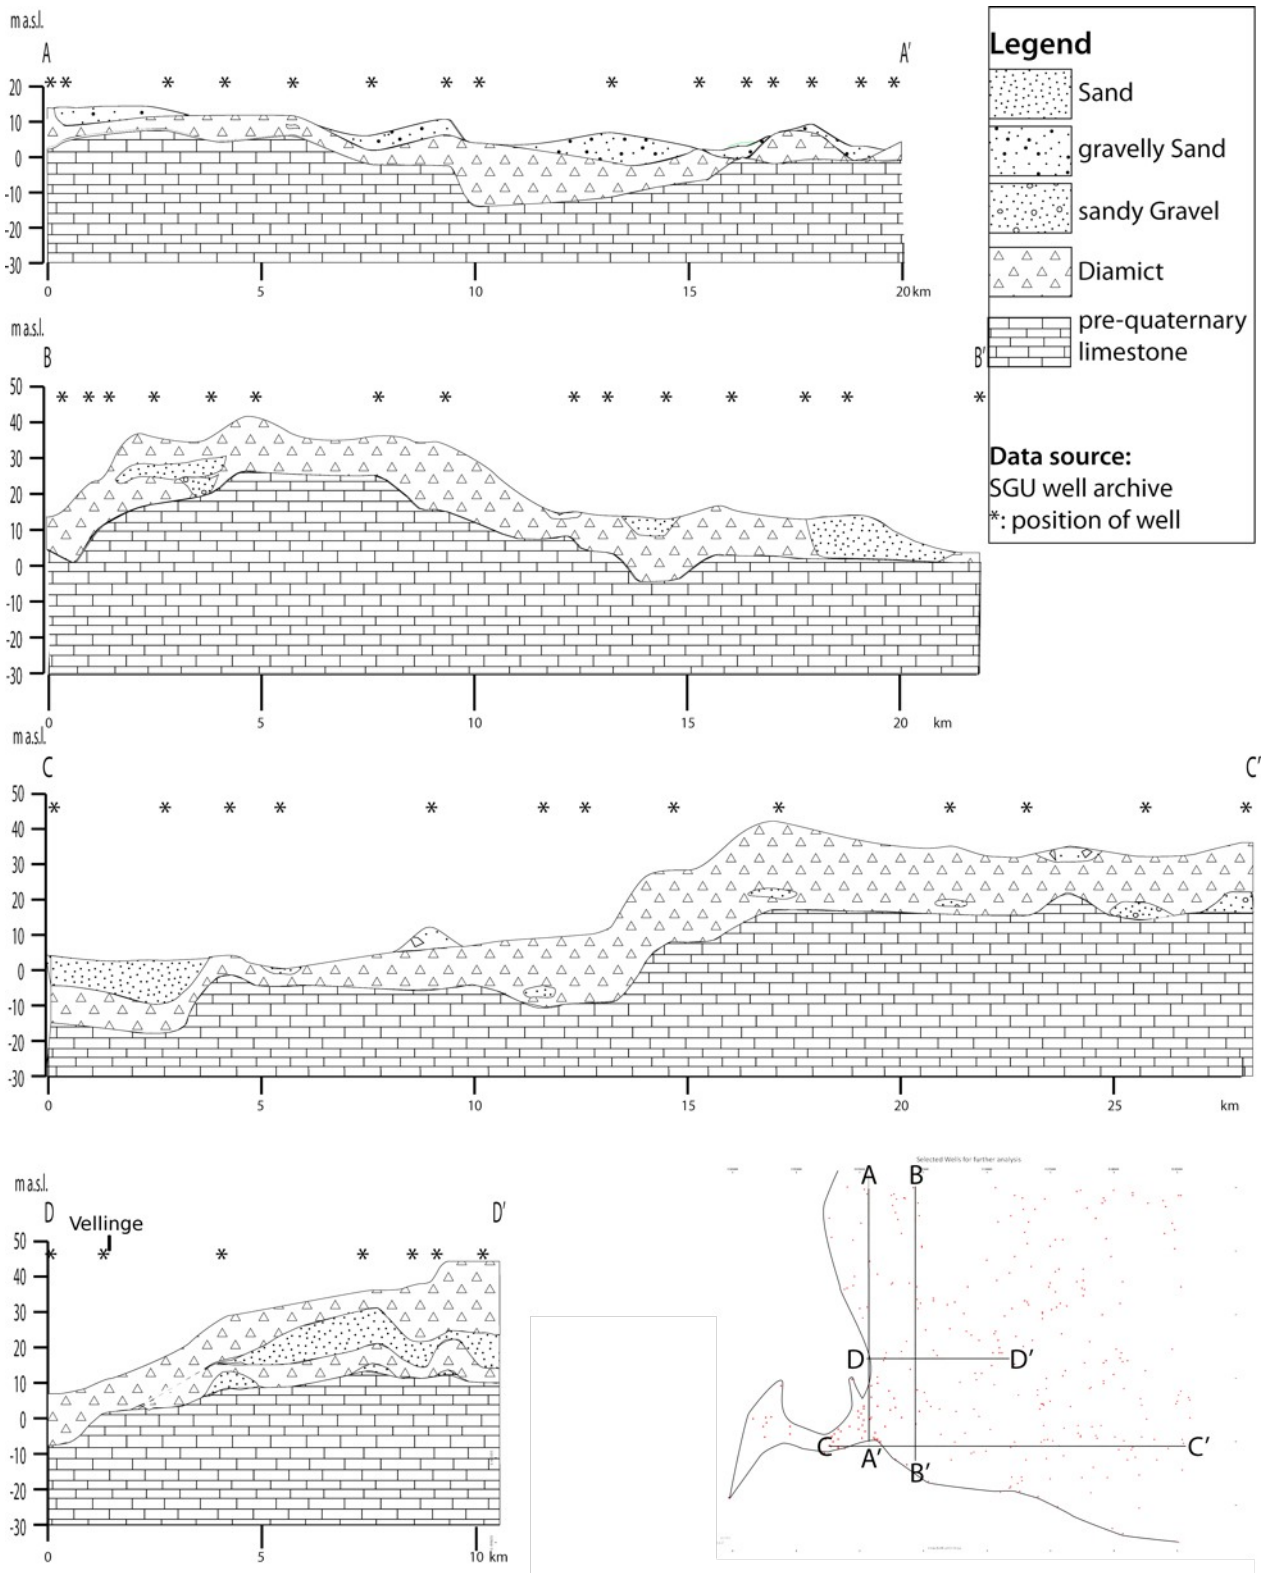 m a.s.l.
A A'
* * * * * * * * * * * * * * *
20
10
0
-10
-20
-30
0 5 10 15 20 km
Legend
Sand
gravelly Sand
sandy Gravel
Diamict
pre-quaternary
limestone
Data source:
SGU well archive
*: position of well
m a.s.l.
B B'
* * * * * * * * * * * * * * *
50
40
30
20
10
0
-10
-20
-30
0 5 10 15 20 km
m a.s.l.
C C'
* * * * * * * * * * * * *
50
40
30
20
10
0
-10
-20
-30
0 5 10 15 20 25 km
m a.s.l.
D D'
Vellinge
* * * * * * *
50
40
30
20
10
0
-10
-20
-30
0 5 10 km
Selected Wells for further analysis
A B
D D'
C A' C'
B'